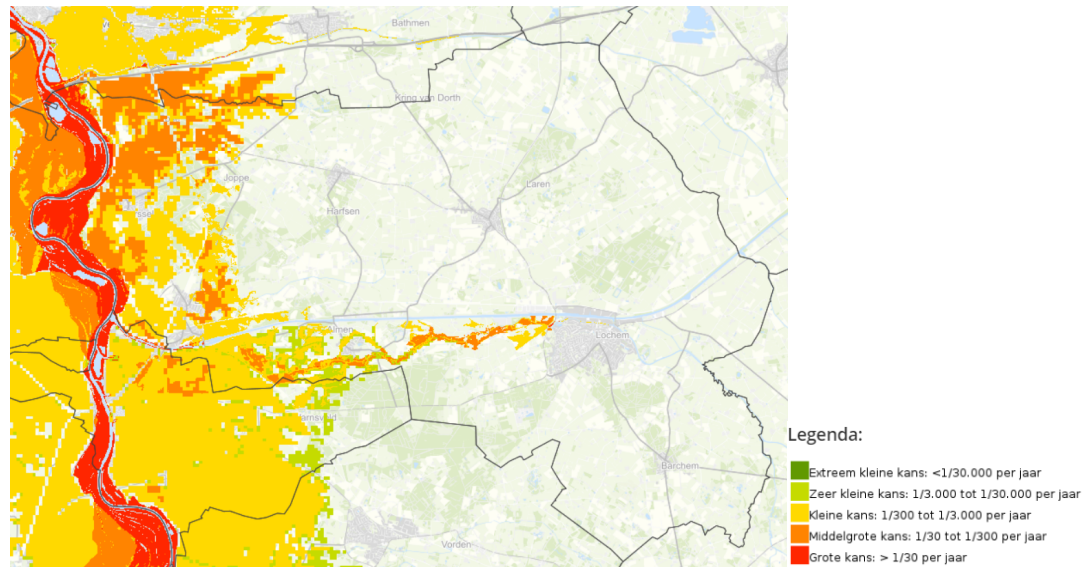 Bathmen
W
Kring van Dorth
Joppe
Laren
Harfsen
ssel
Almen
Lochem
arnsveld
Barchem
Vorden
Legenda:
Extreem kleine kans: <1/30.000 per jaar
Zeer kleine kans: 1/3.000 tot 1/30.000 per jaar
Kleine kans: 1/300 tot 1/3.000 per jaar
Middelgrote kans: 1/30 tot 1/300 per jaar
Grote kans: > 1/30 per jaar